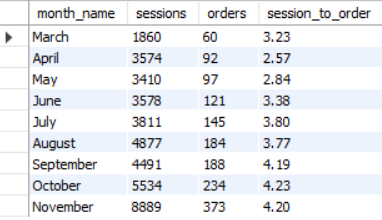 month_name sessions orders session_to_order
March 1860 60 3.23
April 3574 92 2.57
May 3410 97 2.84
June 3578 121 3.38
July 3811 145 3.80
August 4877 184 3.77
September 4491 188 4.19
October 5534 234 4.23
November 8889 373 4.20